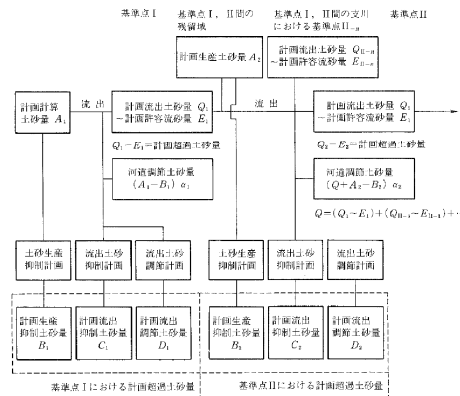 基準点Ⅰ
基準点Ⅰ，Ⅱ間の
残留域
基準点Ⅰ，Ⅱ間の支川
における基準点Ⅱ₋ₙ
基準点Ⅱ
計画生産土砂量 A₂
計画流出土砂量 Q_Ⅱ₋ₙ
～計画許容流砂量 E_Ⅱ₋ₙ
計画計算
土砂量 A₁
流 出
計画流出土砂量 Q₁
～計画許容流砂量 E₁
流 出
計画流出土砂量 Q₁
～計画許容流砂量 E₁
Q₁－E₁＝計画超過土砂量
Q₂－E₂＝計画超過土砂量
河道調節土砂量
(A₁－B₁) α₁
河道調節土砂量
(Q＋A₂－B₂) α₂
Q＝(Q₁～E₁)＋(Q_Ⅱ₋ₙ～E_Ⅱ₋ₙ)＋
土砂生産
抑制計画
流出土砂
抑制計画
流出土砂
調節計画
土砂生産
抑制計画
流出土砂
抑制計画
流出土砂
調節計画
計画生産
抑制土砂量
B₁
計画流出
抑制土砂量
C₁
計画流出
調節土砂量
D₁
計画生産
抑制土砂量
B₂
計画流出
抑制土砂量
C₂
計画流出
調節土砂量
D₂
基準点Ⅰにおける計画超過土砂量
基準点Ⅱにおける計画超過土砂量